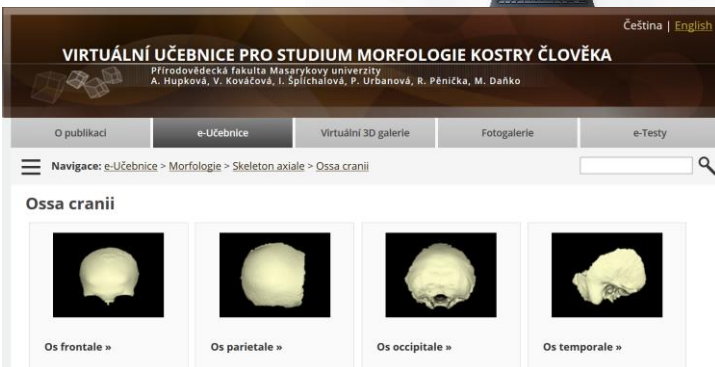 Čeština | English
VIRTUÁLNÍ UČEBNICE PRO STUDIUM MORFOLOGIE KOSTRY ČLOVĚKA
Přírodovědecká fakulta Masarykovy univerzity
A. Hupková, V. Kováčová, I. Šplíchalová, P. Urbanová, R. Pěnička, M. Daňko
O publikaci
e-Učebnice
Virtuální 3D galerie
Fotogalerie
e-Testy
Navigace: e-Učebnice > Morfologie > Skeleton axiale > Ossa cranii
Ossa cranii
Os frontale »
Os parietale »
Os occipitale »
Os temporale »